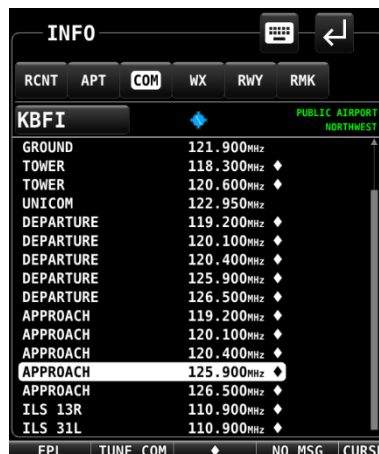 INFO
RCNT APT COM WX RWY RMK
KBFI PUBLIC AIRPORT
NORTHWEST
GROUND 121.900MHz
TOWER 118.300MHz ♦
TOWER 120.600MHz ♦
UNICOM 122.950MHz
DEPARTURE 119.200MHz ♦
DEPARTURE 120.100MHz ♦
DEPARTURE 120.400MHz ♦
DEPARTURE 125.900MHz ♦
DEPARTURE 126.500MHz ♦
APPROACH 119.200MHz ♦
APPROACH 120.100MHz ♦
APPROACH 120.400MHz ♦
APPROACH 125.900MHz ♦
APPROACH 126.500MHz ♦
ILS 13R 110.900MHz ♦
ILS 31L 110.900MHz ♦
FPL TUNE COM ♦ NO MSG CURS